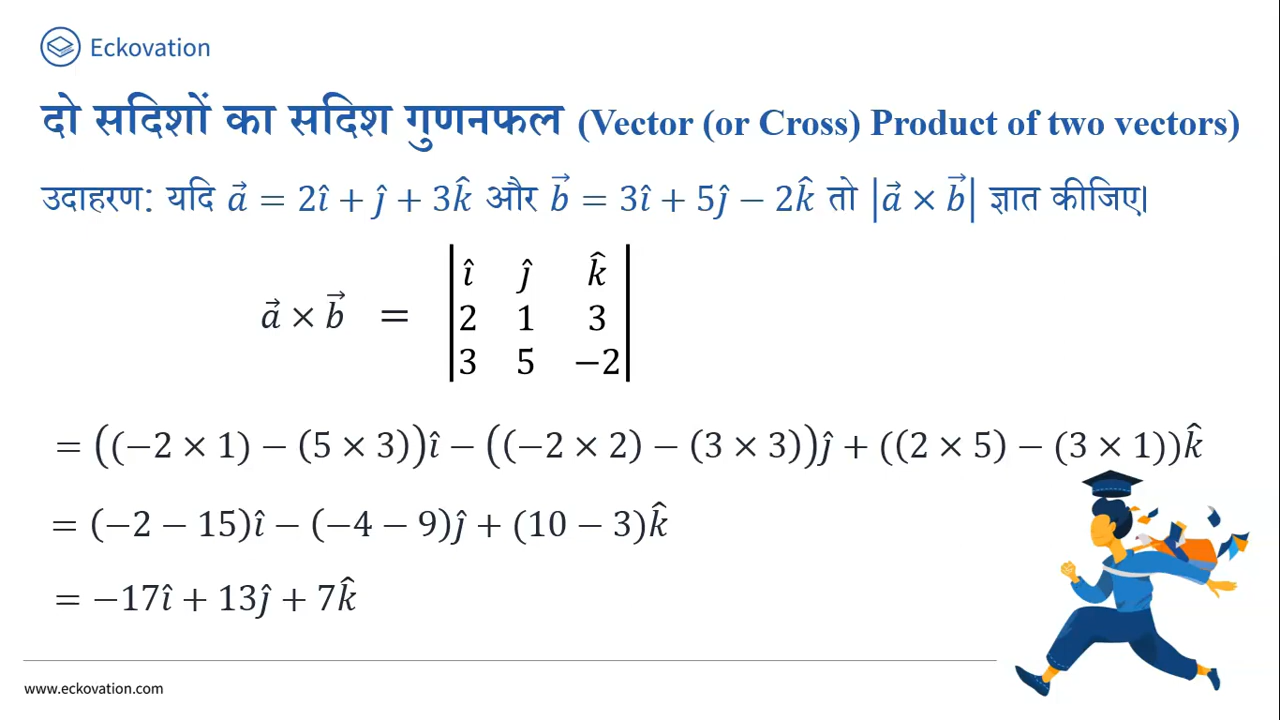 Eckovation
दो सदिशों का सदिश गुणनफल (Vector (or Cross) Product of two vectors)
उदाहरण: यदि a⃗ = 2î + ĵ + 3k̂ और b⃗ = 3î + 5ĵ − 2k̂ तो |a⃗ × b⃗| ज्ञात कीजिए।
î ĵ k̂
a⃗ × b⃗ = | 2 1 3 |
3 5 −2
= ((−2 × 1) − (5 × 3))î − ((−2 × 2) − (3 × 3))ĵ + ((2 × 5) − (3 × 1))k̂
= (−2 − 15)î − (−4 − 9)ĵ + (10 − 3)k̂
= −17î + 13ĵ + 7k̂
www.eckovation.com